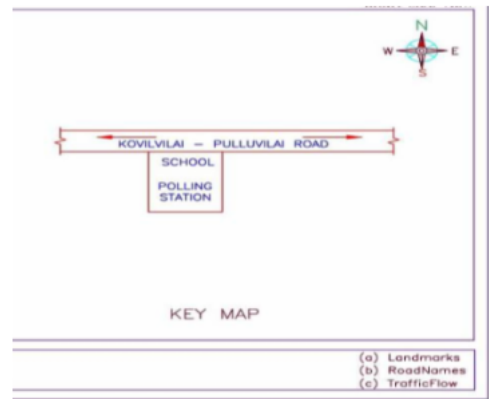 N
W E
S
KOVILVILAI - PULLUVILAI ROAD
SCHOOL
POLLING
STATION
KEY MAP
(a) Landmarks
(b) RoadNames
(c) TrafficFlow